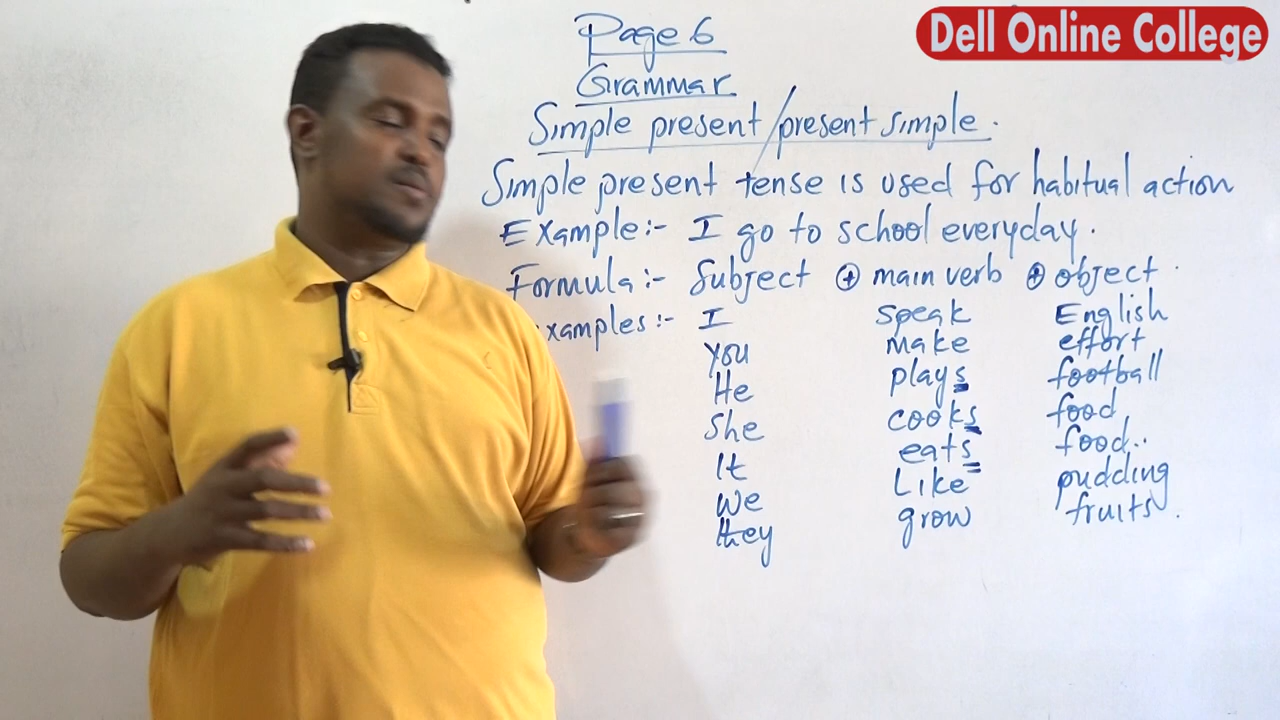 Dell Online College
Page 6
Grammar
Simple present/present simple.
Simple present tense is used for habitual action
Example:- I go to school everyday.
Formula:- Subject ⊕ main verb ⊕ object.
xamples:- I speak English
you make effort
He plays football
She cooks food
It eats food..
we Like pudding
they grow fruits.